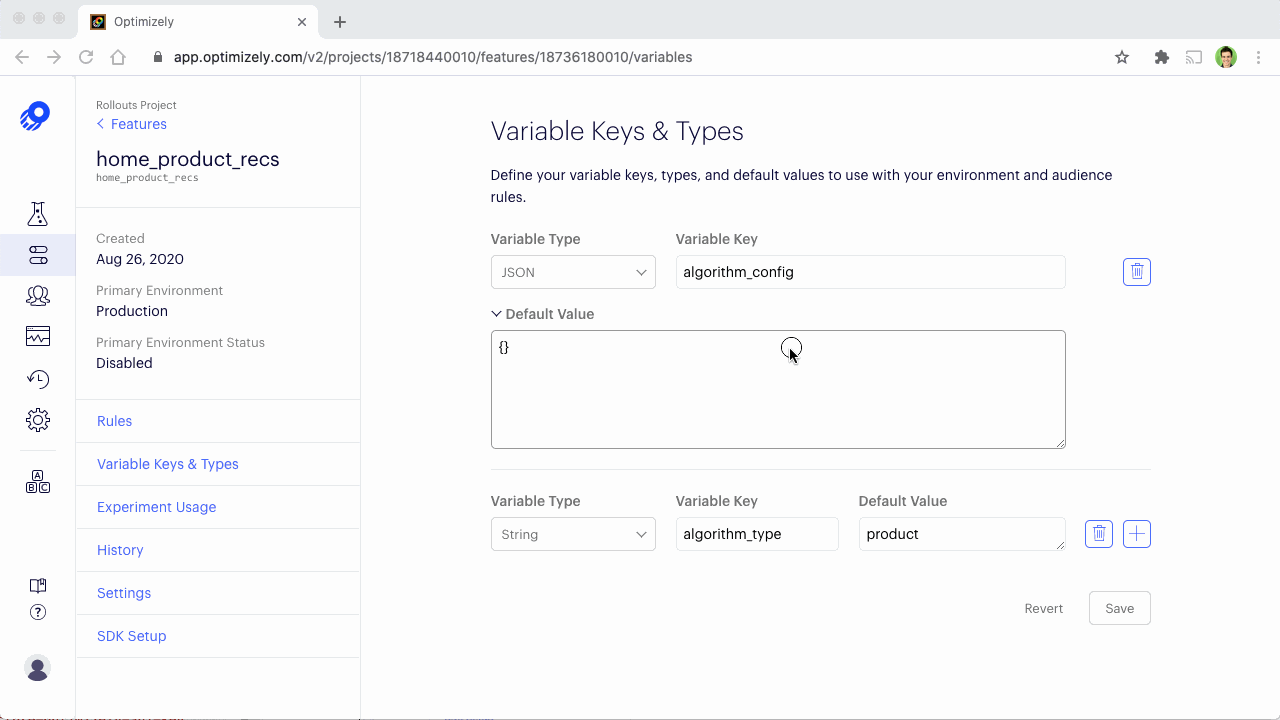 Optimizely
app.optimizely.com/v2/projects/18718440010/features/18736180010/variables
Rollouts Project
Features
home_product_recs
home_product_recs
Created
Aug 26, 2020
Primary Environment
Production
Primary Environment Status
Disabled
Rules
Variable Keys & Types
Experiment Usage
History
Settings
SDK Setup
Variable Keys & Types
Define your variable keys, types, and default values to use with your environment and audience
rules.
Variable Type Variable Key
JSON algorithm_config
Default Value
{}
Variable Type Variable Key Default Value
String algorithm_type product
Revert Save
A
B C
?